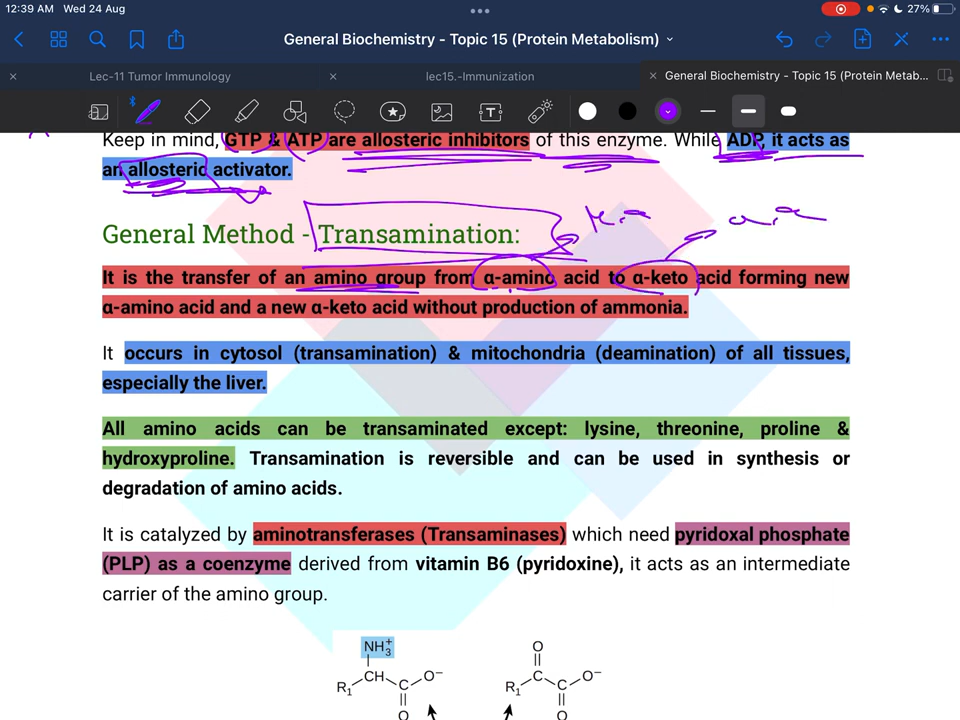 12:39 AM Wed 24 Aug
27%
General Biochemistry - Topic 15 (Protein Metabolism)
Lec-11 Tumor Immunology
lec15.-Immunization
General Biochemistry - Topic 15 (Protein Metab...
Keep in mind, GTP & ATP are allosteric inhibitors of this enzyme. While ADP, it acts as
an allosteric activator.
General Method - Transamination:
It is the transfer of an amino group from α-amino acid to α-keto acid forming new
α-amino acid and a new α-keto acid without production of ammonia.
It occurs in cytosol (transamination) & mitochondria (deamination) of all tissues,
especially the liver.
All amino acids can be transaminated except: lysine, threonine, proline &
hydroxyproline. Transamination is reversible and can be used in synthesis or
degradation of amino acids.
It is catalyzed by aminotransferases (Transaminases) which need pyridoxal phosphate
(PLP) as a coenzyme derived from vitamin B6 (pyridoxine), it acts as an intermediate
carrier of the amino group.
NH3+ O
CH C O− C C O−
R1 R1
O O